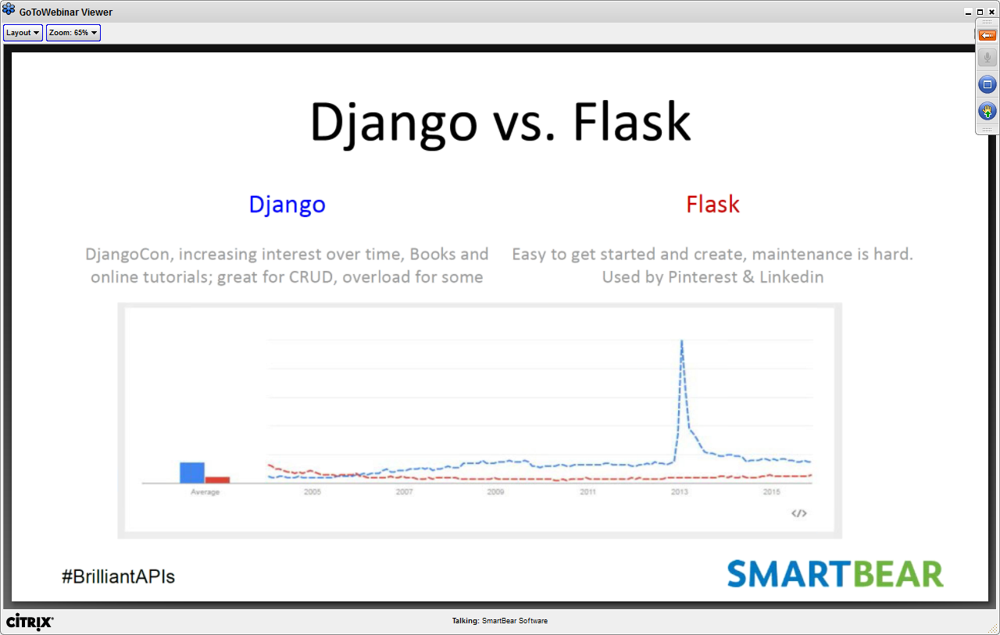 GoToWebinar Viewer
Layout
Zoom: 65%
Django vs. Flask
Django
Flask
DjangoCon, increasing interest over time, Books and
online tutorials; great for CRUD, overload for some
Easy to get started and create, maintenance is hard.
Used by Pinterest & Linkedin
Average
2005
2007
2009
2011
2013
2015
</>
#BrilliantAPIs
SMARTBEAR
CİTRIX®
Talking: SmartBear Software